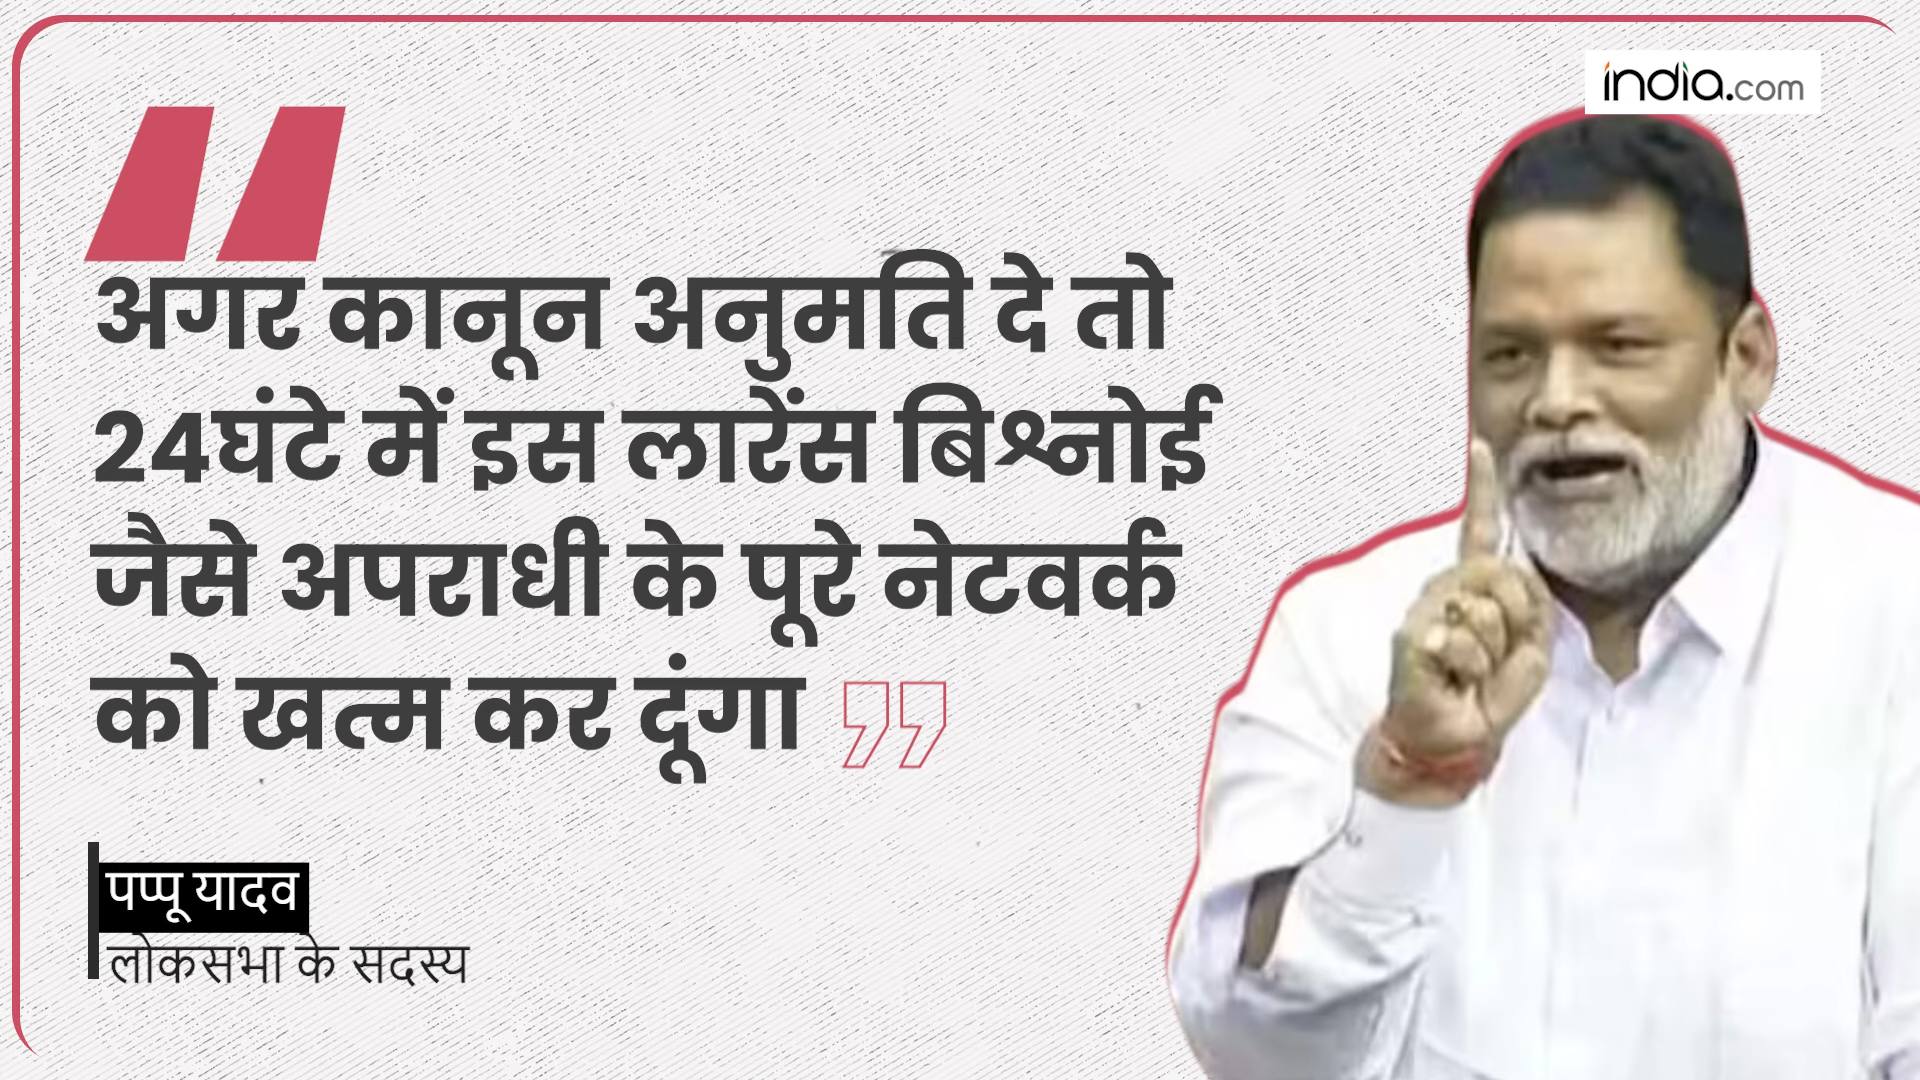 india.com
अगर कानून अनुमति दे तो
24घंटे में इस लारेंस बिश्नोई
जैसे अपराधी के पूरे नेटवर्क
को खत्म कर दूंगा
पप्पू यादव
लोकसभा के सदस्य